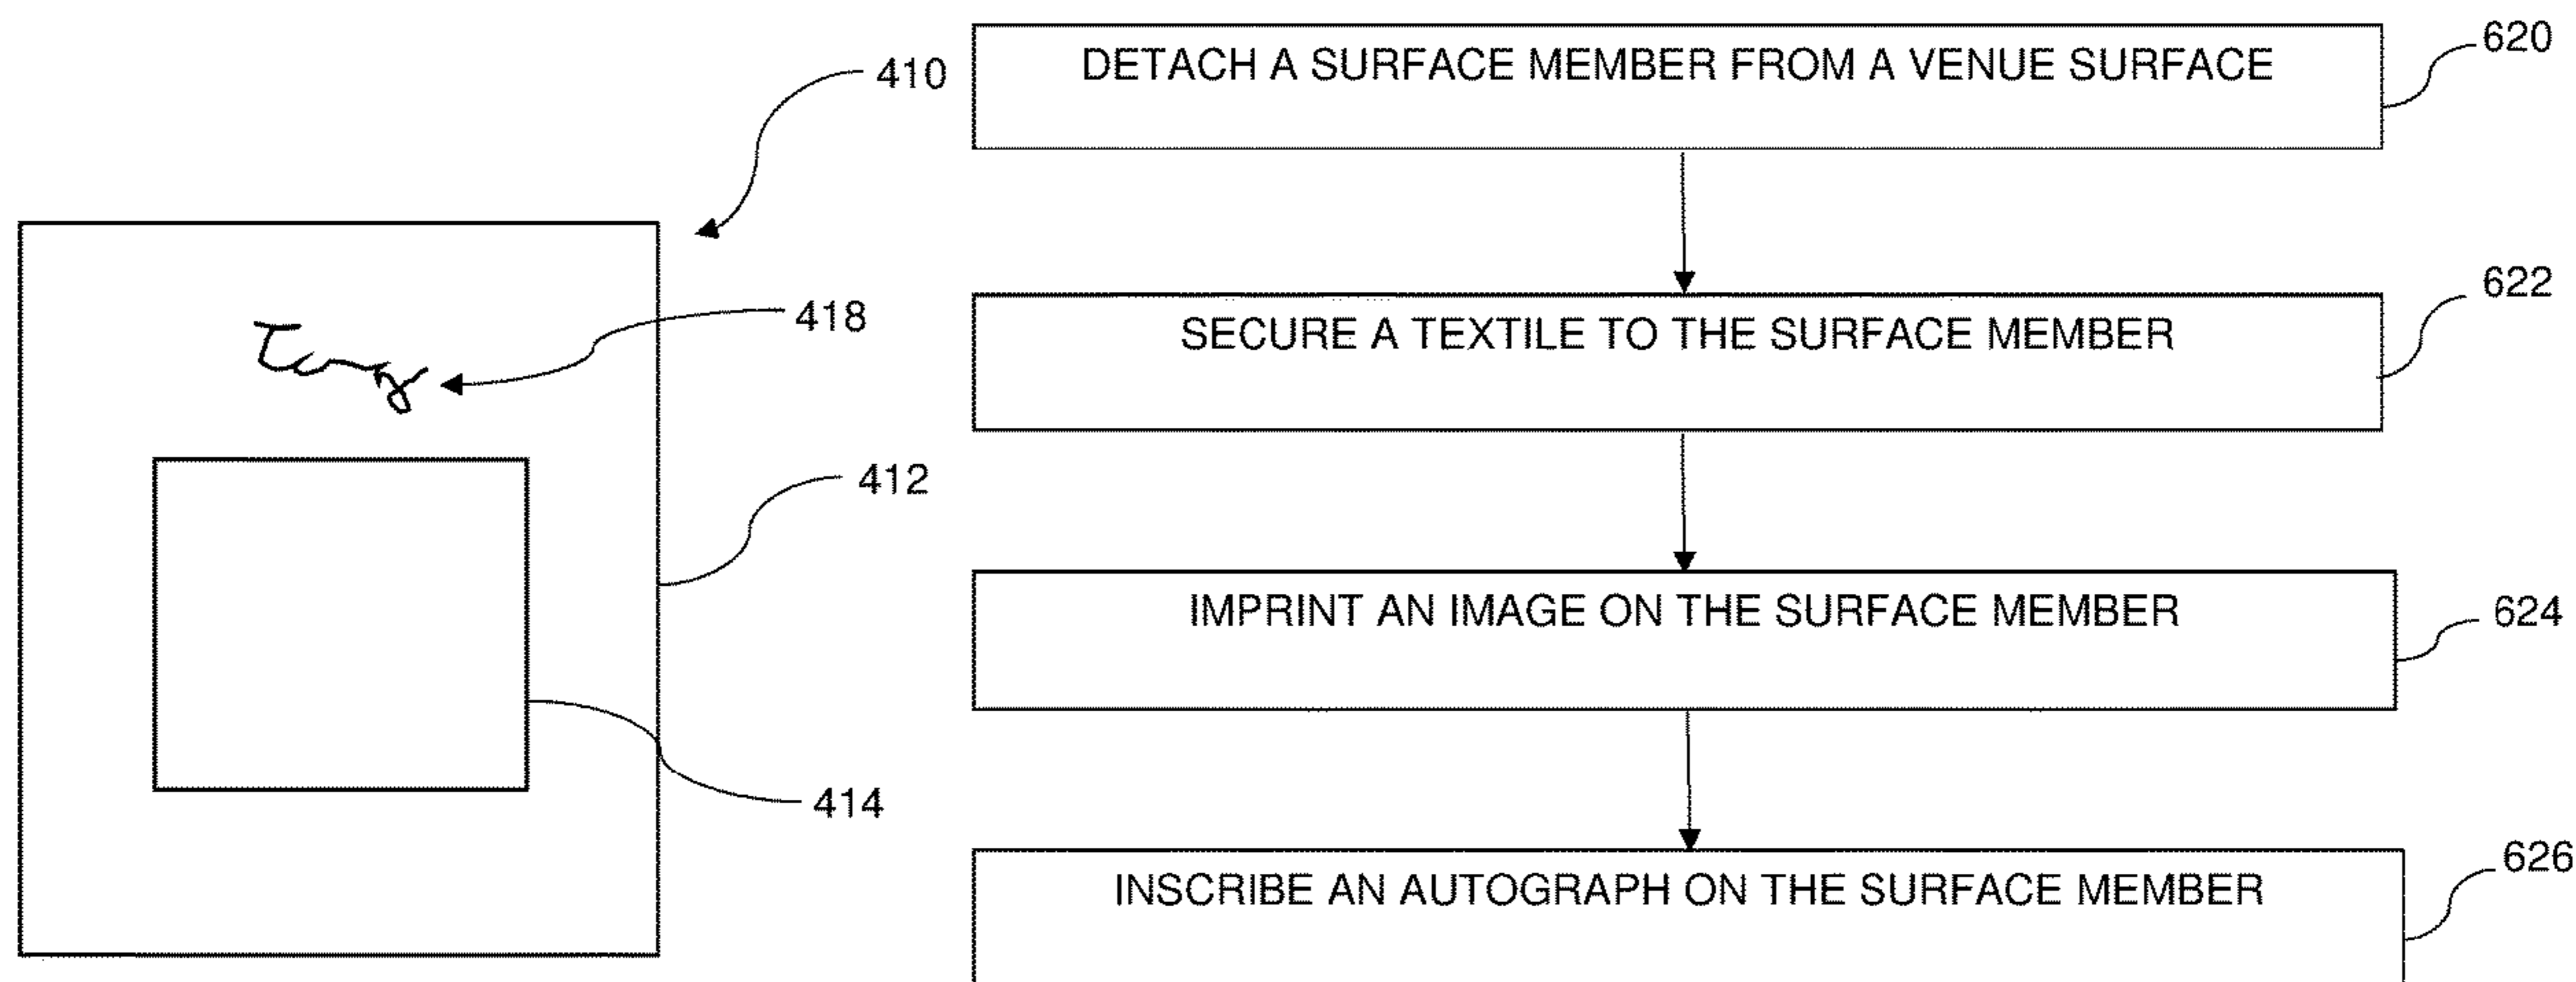 410
418
412
414
DETACH A SURFACE MEMBER FROM A VENUE SURFACE
620
SECURE A TEXTILE TO THE SURFACE MEMBER
622
IMPRINT AN IMAGE ON THE SURFACE MEMBER
624
INSCRIBE AN AUTOGRAPH ON THE SURFACE MEMBER
626